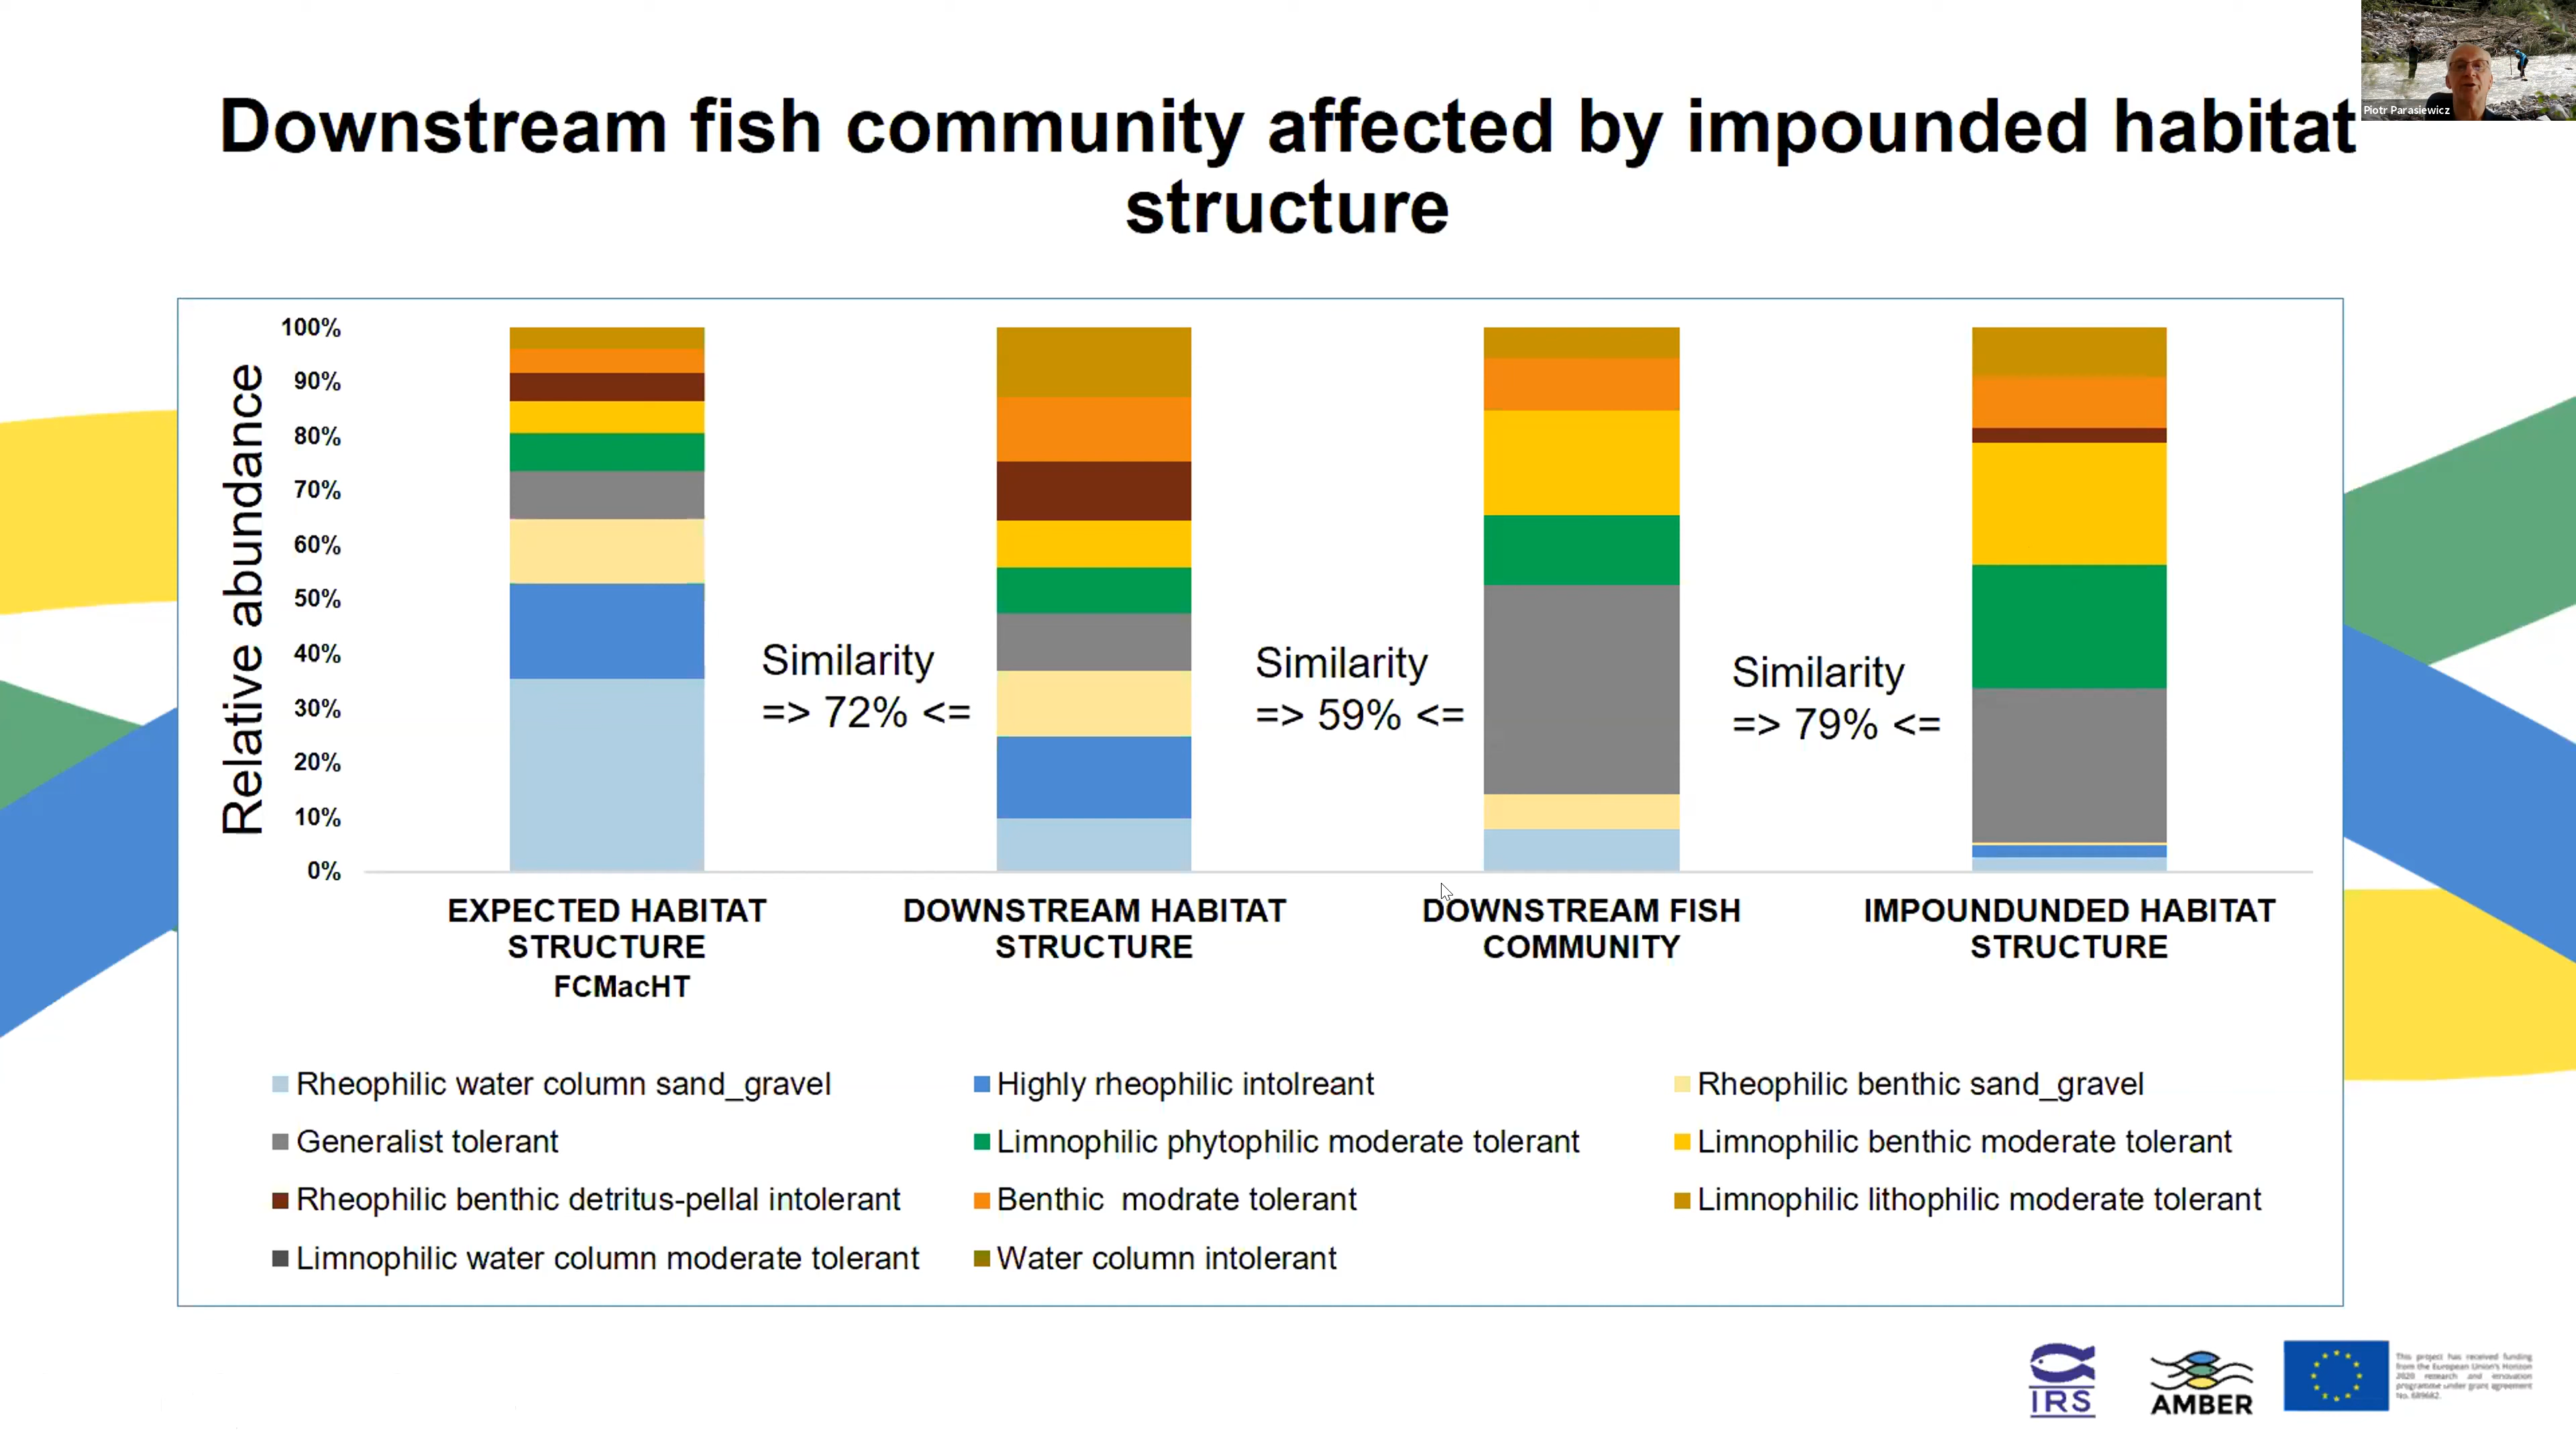 Piotr Parasiewicz
Downstream fish community affected by impounded habitat
structure
Relative abundance
100%
90%
80%
70%
60%
50%
40%
30%
20%
10%
0%
Similarity
=> 72% <=
Similarity
=> 59% <=
Similarity
=> 79% <=
EXPECTED HABITAT
STRUCTURE
FCMacHT
DOWNSTREAM HABITAT
STRUCTURE
DOWNSTREAM FISH
COMMUNITY
IMPOUNDUNDED HABITAT
STRUCTURE
Rheophilic water column sand_gravel
Highly rheophilic intolreant
Rheophilic benthic sand_gravel
Generalist tolerant
Limnophilic phytophilic moderate tolerant
Limnophilic benthic moderate tolerant
Rheophilic benthic detritus-pellal intolerant
Benthic  modrate tolerant
Limnophilic lithophilic moderate tolerant
Limnophilic water column moderate tolerant
Water column intolerant
IRS
AMBER
This project has received funding
from the European Union's Horizon
2020 research and innovation
programme under grant agreement
No. 689682.